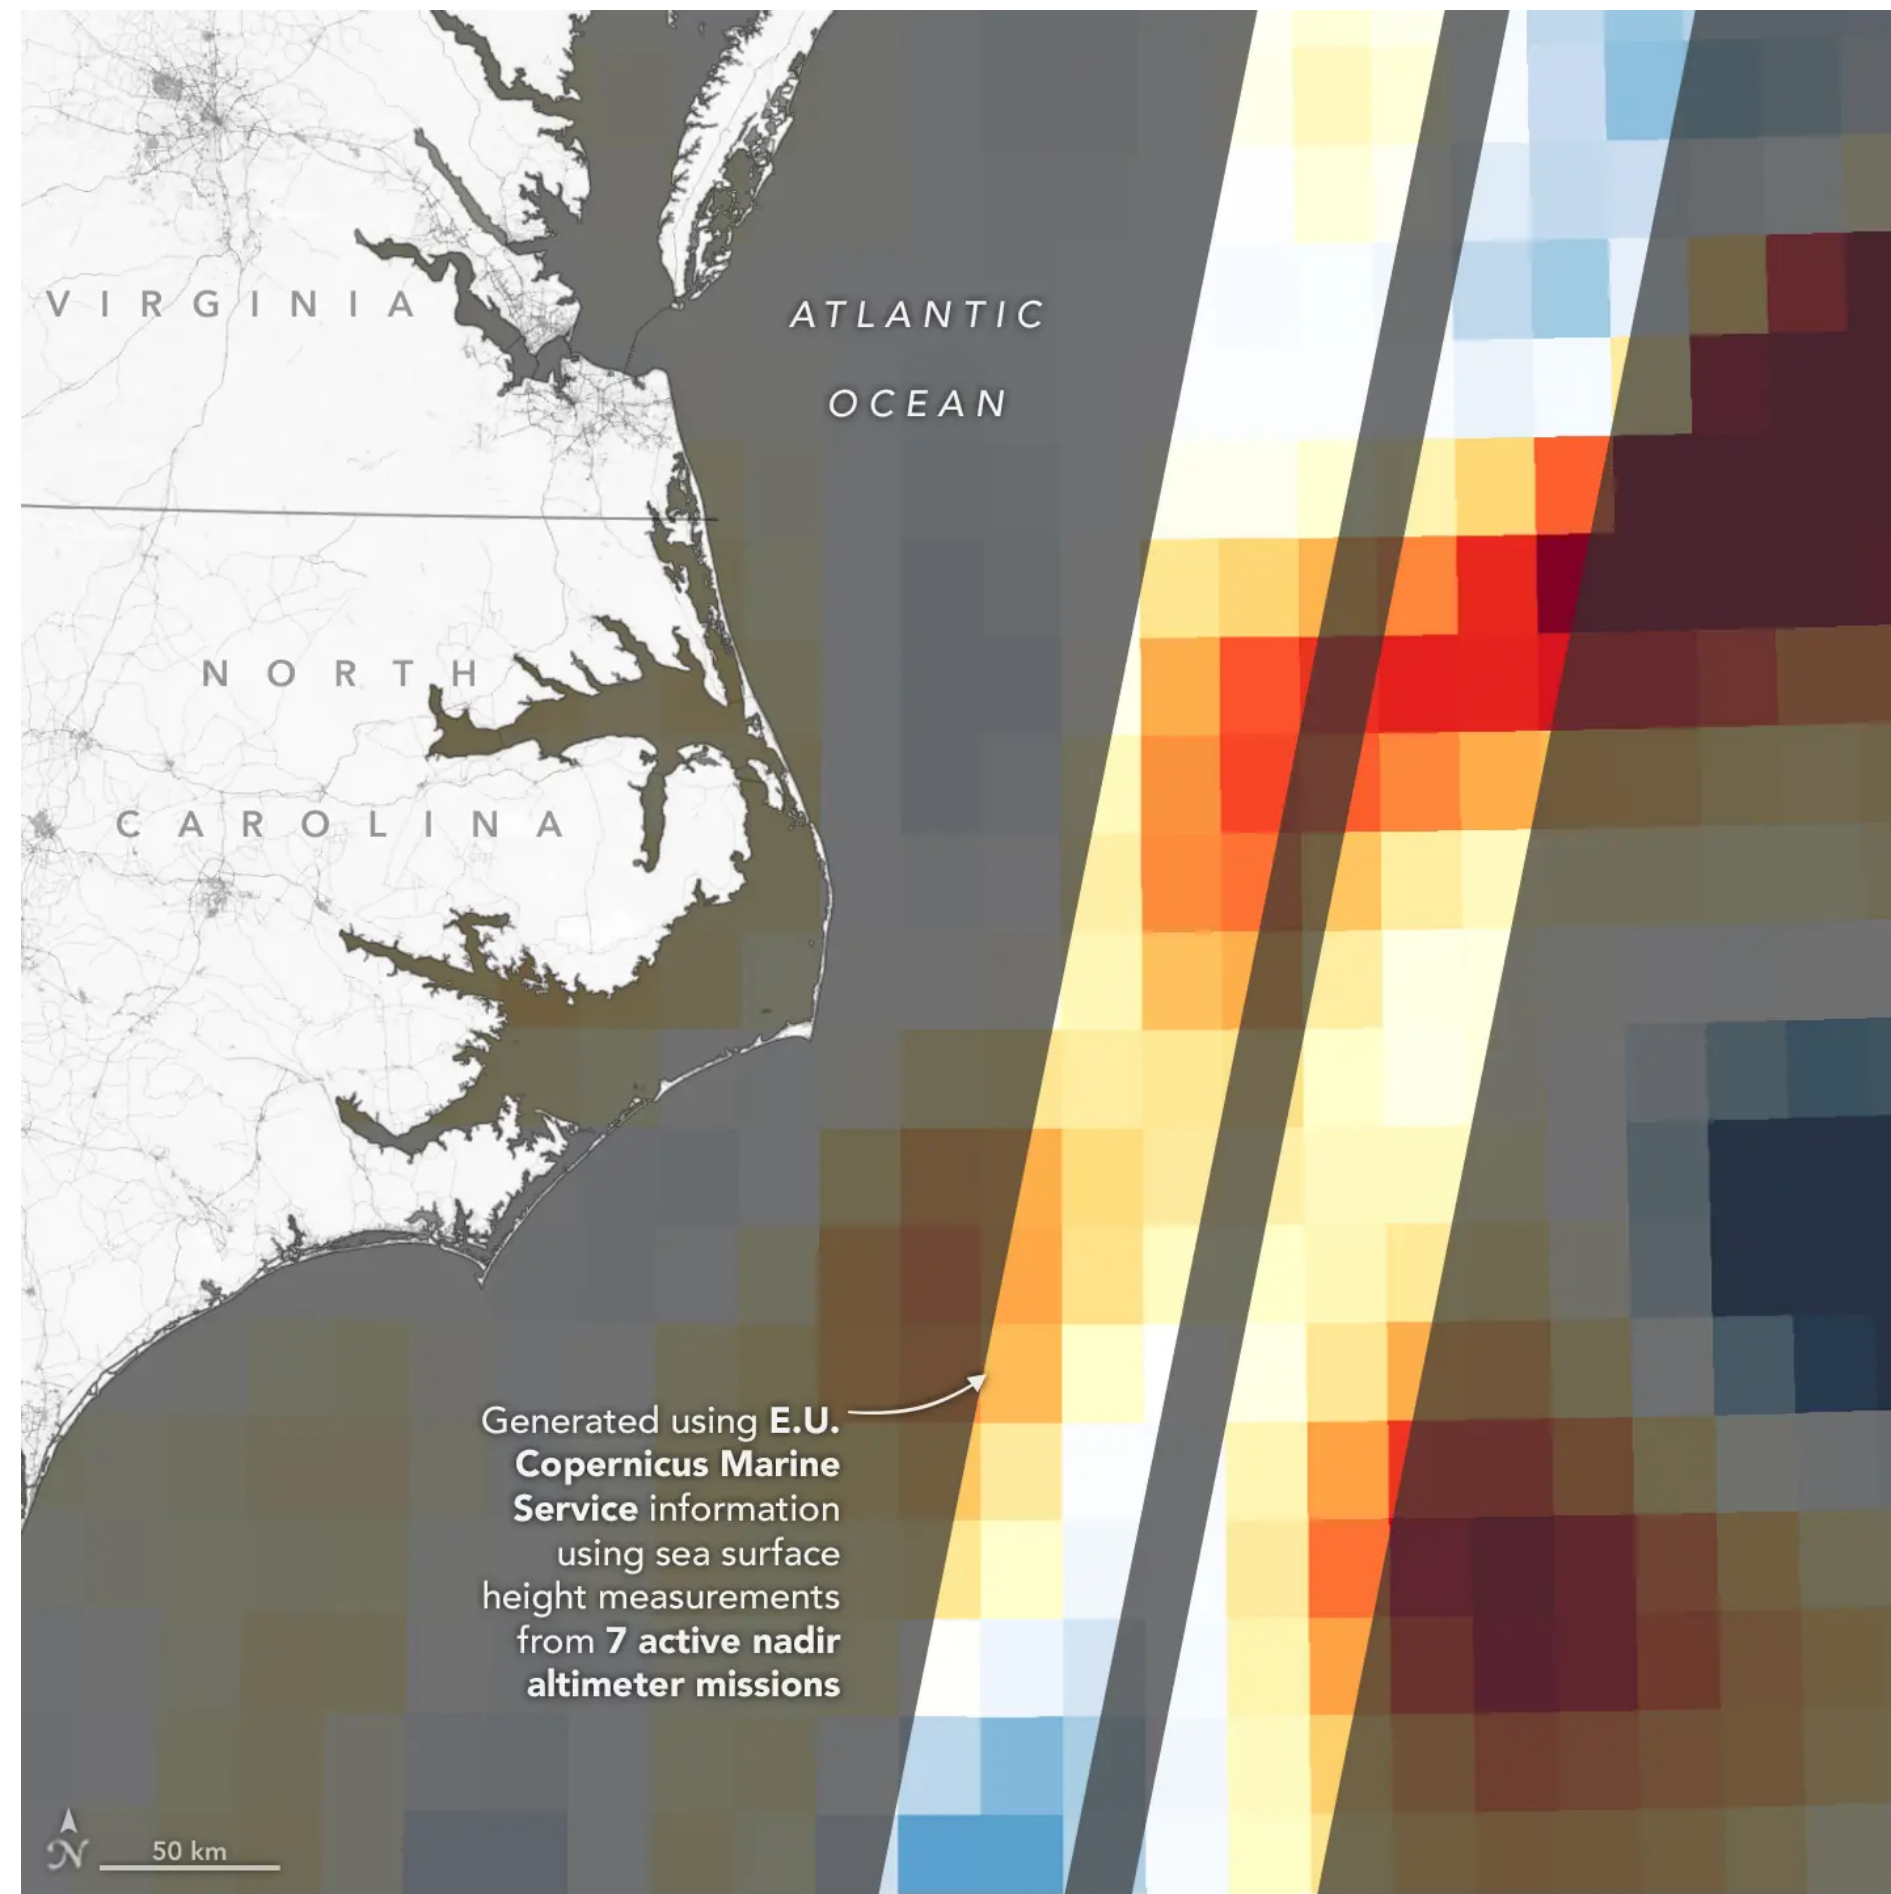 VIRGINIA
ATLANTIC
OCEAN
NORTH
CAROLINA
Generated using E.U.
Copernicus Marine
Service information
using sea surface
height measurements
from 7 active nadir
altimeter missions
N
50 km